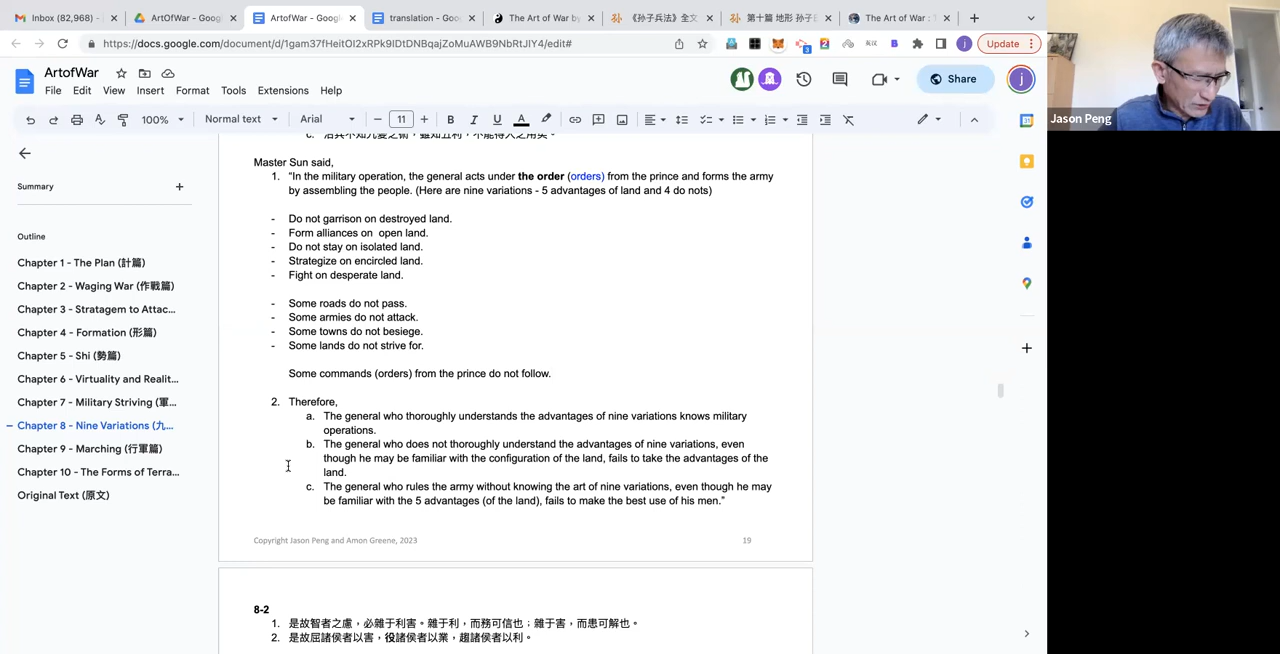 Inbox (82,968) -
ArtOfWar - Goog
ArtofWar - Google
translation - Goo
The Art of War by
《孙子兵法》全文
第十篇 地形 孙子
The Art of War :
https://docs.google.com/document/d/1gam37fHeitOI2xRPk9IDtDNBqajZoMuAWB9NbRtJIY4/edit#
Update
ArtofWar
File Edit View Insert Format Tools Extensions Help
Share
100% Normal text Arial 11
Jason Peng
Summary
Outline
Chapter 1 - The Plan (計篇)
Chapter 2 - Waging War (作戰篇)
Chapter 3 - Stratagem to Attac...
Chapter 4 - Formation (形篇)
Chapter 5 - Shi (勢篇)
Chapter 6 - Virtuality and Realit...
Chapter 7 - Military Striving (軍...
Chapter 8 - Nine Variations (九...
Chapter 9 - Marching (行軍篇)
Chapter 10 - The Forms of Terra...
Original Text (原文)
Master Sun said,
1. "In the military operation, the general acts under the order (orders) from the prince and forms the army
by assembling the people. (Here are nine variations - 5 advantages of land and 4 do nots)
- Do not garrison on destroyed land.
- Form alliances on open land.
- Do not stay on isolated land.
- Strategize on encircled land.
- Fight on desperate land.
- Some roads do not pass.
- Some armies do not attack.
- Some towns do not besiege.
- Some lands do not strive for.
Some commands (orders) from the prince do not follow.
2. Therefore,
a. The general who thoroughly understands the advantages of nine variations knows military
operations.
b. The general who does not thoroughly understand the advantages of nine variations, even
though he may be familiar with the configuration of the land, fails to take the advantages of the
land.
c. The general who rules the army without knowing the art of nine variations, even though he may
be familiar with the 5 advantages (of the land), fails to make the best use of his men."
Copyright Jason Peng and Amon Greene, 2023
19
8-2
1. 是故智者之慮，必雜于利害。雜于利，而務可信也；雜于害，而患可解也。
2. 是故屈諸侯者以害，役諸侯者以業，趨諸侯者以利。